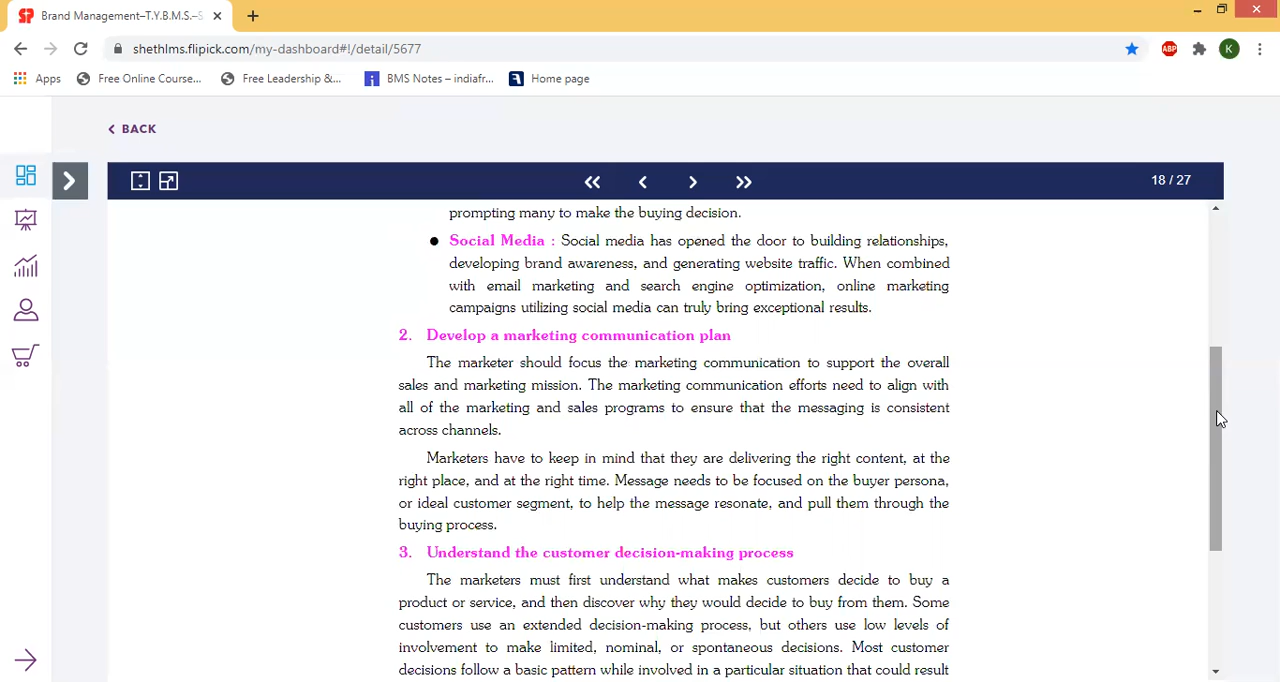 Brand Management–T.Y.B.M.S.–S
shethlms.flipick.com/my-dashboard#!/detail/5677
ABP
K
Apps
Free Online Course...
Free Leadership &...
BMS Notes – indiafr...
Home page
BACK
18 / 27
prompting many to make the buying decision.
● Social Media : Social media has opened the door to building relationships,
developing brand awareness, and generating website traffic. When combined
with email marketing and search engine optimization, online marketing
campaigns utilizing social media can truly bring exceptional results.
2. Develop a marketing communication plan
The marketer should focus the marketing communication to support the overall
sales and marketing mission. The marketing communication efforts need to align with
all of the marketing and sales programs to ensure that the messaging is consistent
across channels.
Marketers have to keep in mind that they are delivering the right content, at the
right place, and at the right time. Message needs to be focused on the buyer persona,
or ideal customer segment, to help the message resonate, and pull them through the
buying process.
3. Understand the customer decision-making process
The marketers must first understand what makes customers decide to buy a
product or service, and then discover why they would decide to buy from them. Some
customers use an extended decision-making process, but others use low levels of
involvement to make limited, nominal, or spontaneous decisions. Most customer
decisions follow a basic pattern while involved in a particular situation that could result